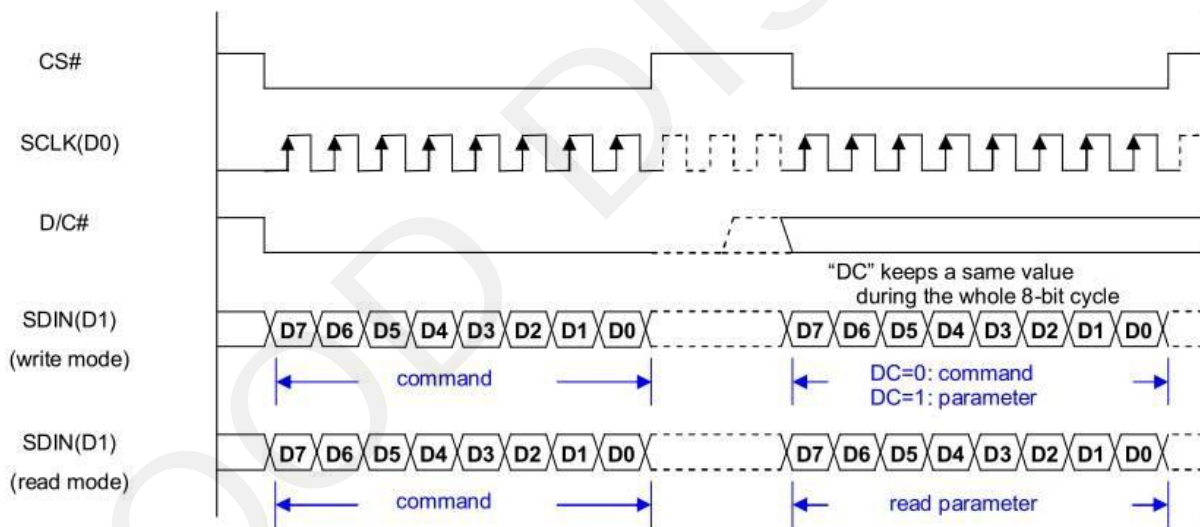 CS#
SCLK(D0)
D/C#
“DC” keeps a same value
during the whole 8-bit cycle
SDIN(D1)
(write mode)
D7 D6 D5 D4 D3 D2 D1 D0
D7 D6 D5 D4 D3 D2 D1 D0
command
DC=0: command
DC=1: parameter
SDIN(D1)
(read mode)
D7 D6 D5 D4 D3 D2 D1 D0
D7 D6 D5 D4 D3 D2 D1 D0
command
read parameter